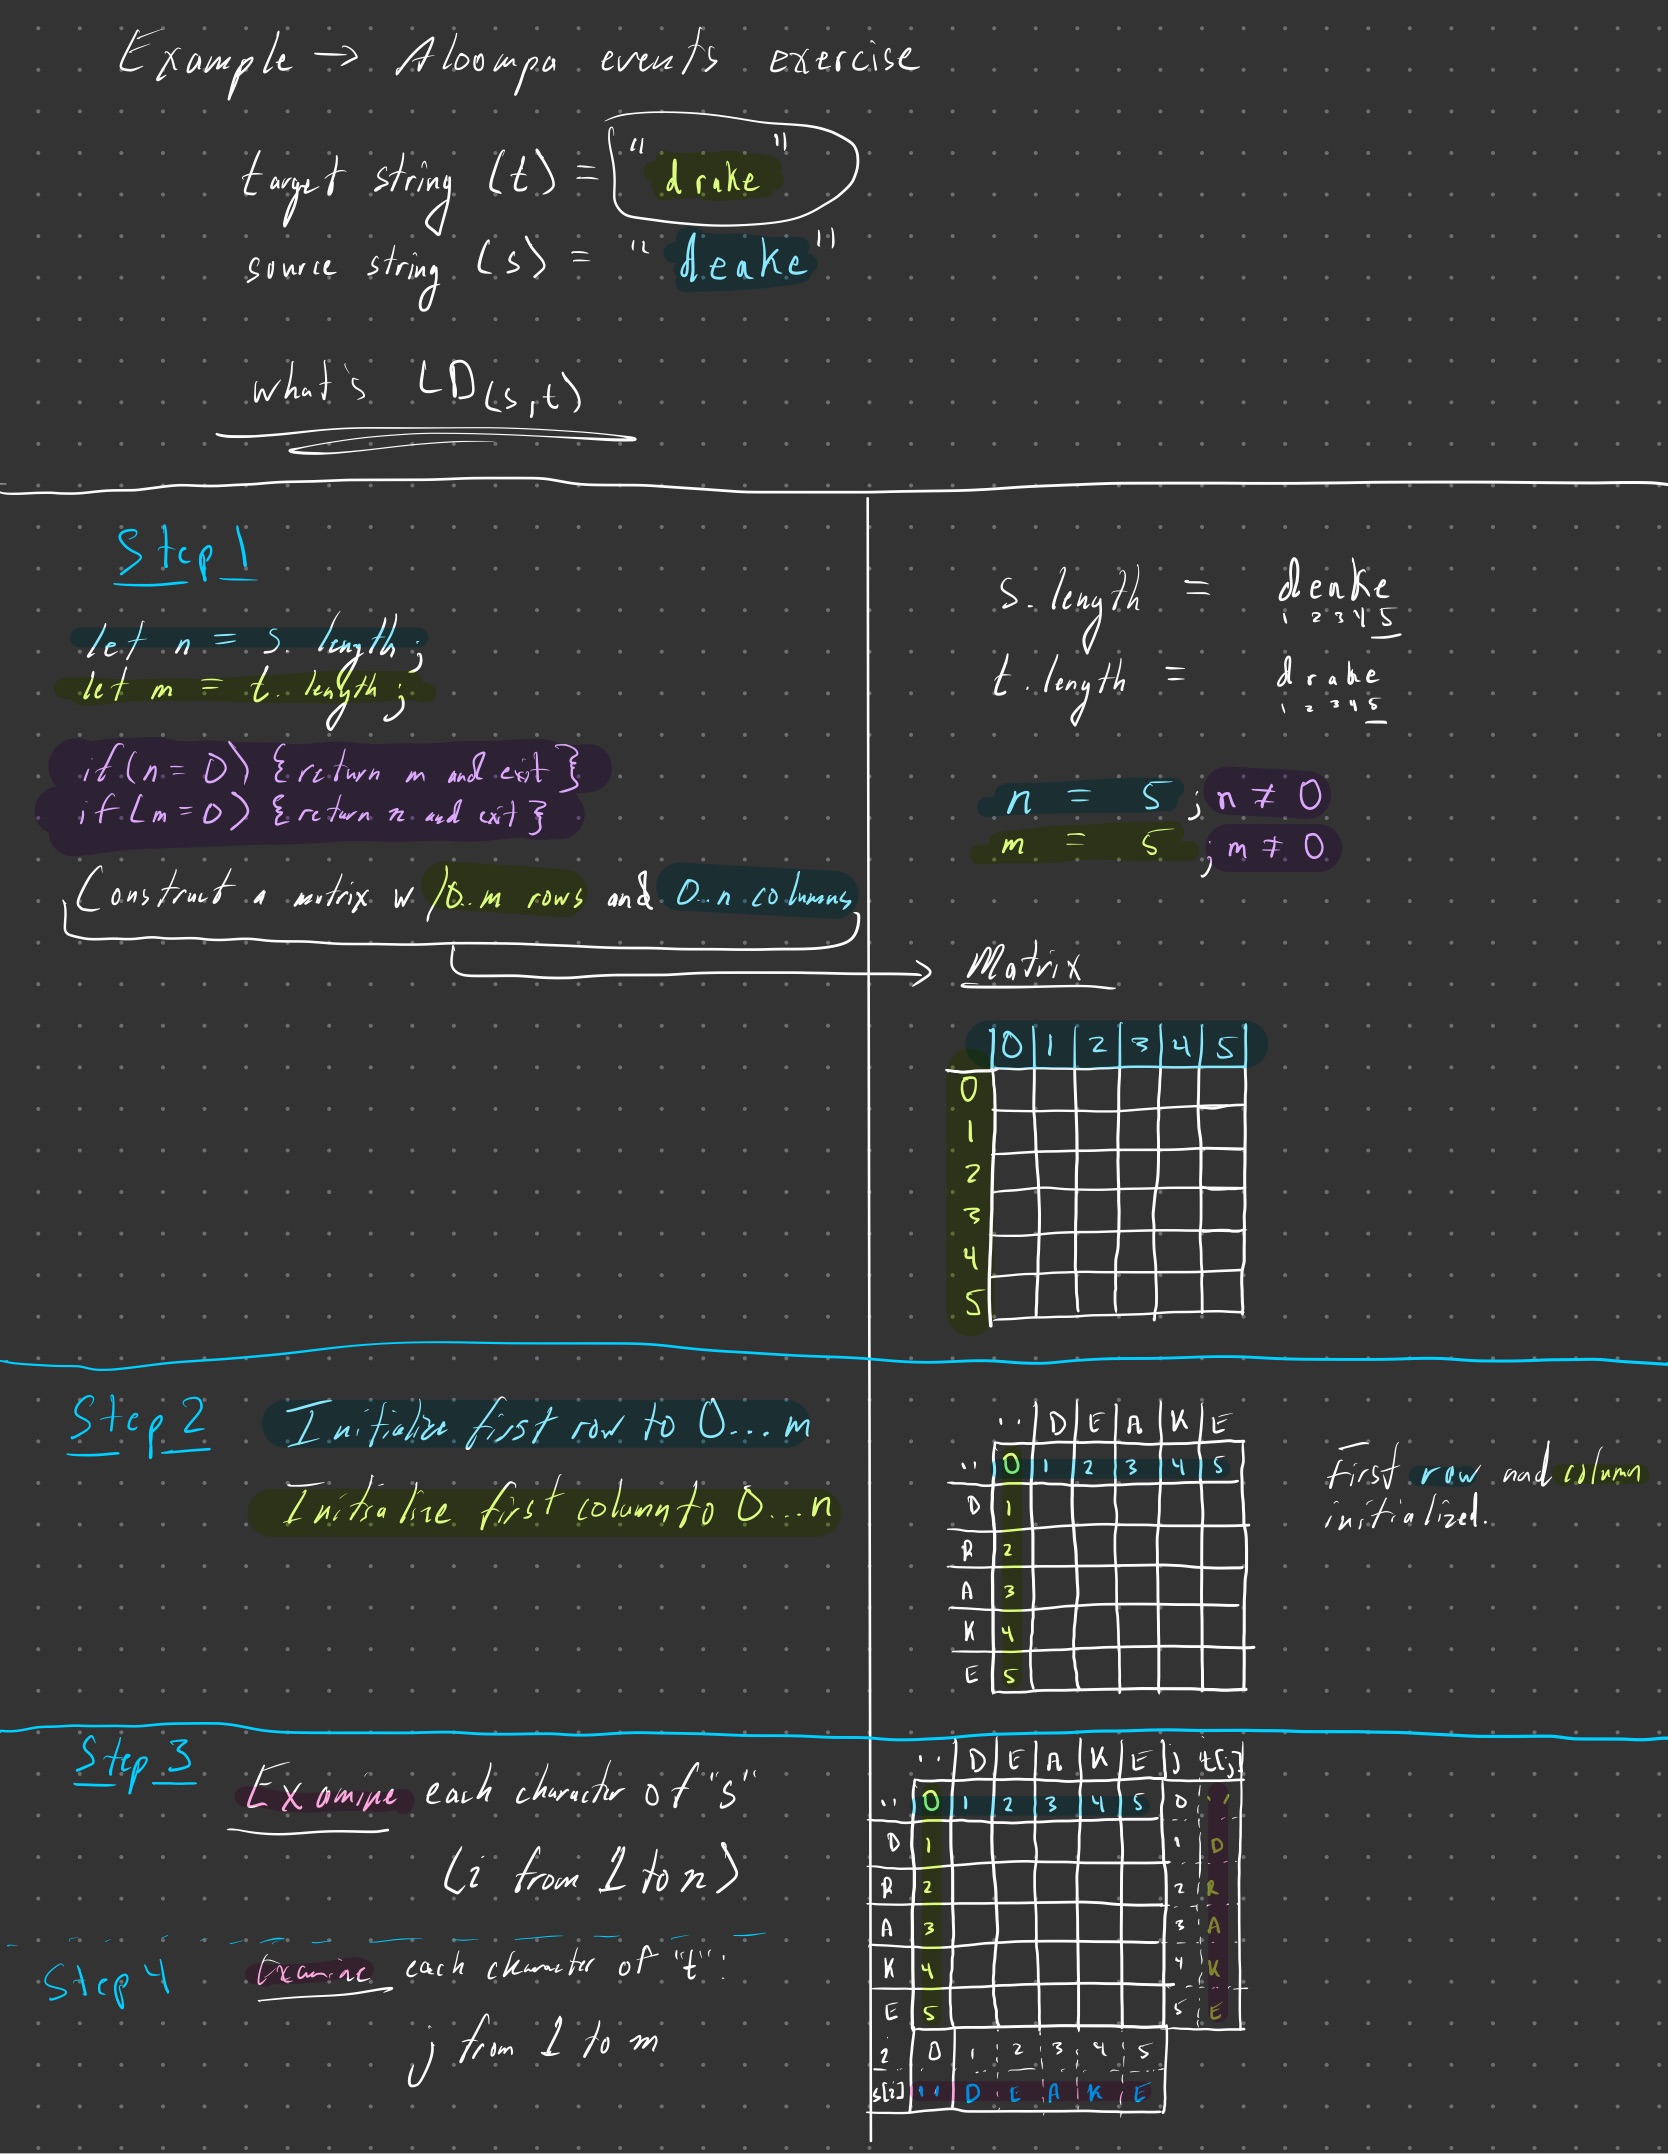 Example → Aloompa events exercise
target string (t) = "drake"
source string (s) = "deake"
what's LD(s,t)
Step 1
let n = s.length;
let m = t.length;
if (n = 0) {return m and exit}
if (m = 0) {return n and exit}
Construct a matrix w/ 0..m rows and 0..n columns
s.length = deake
1 2 3 4 5
t.length = drake
1 2 3 4 5
n = 5; n ≠ 0
m = 5; m ≠ 0
Matrix
0 1 2 3 4 5
0
1
2
3
4
5
Step 2
Initialize first row to 0...m
Initialize first column to 0...n
'' D E A K E
'' 0 1 2 3 4 5
D 1
R 2
A 3
K 4
E 5
First row and column
initialized.
Step 3
Examine each character of "s"
(i from 1 to n)
Step 4
Examine each character of "t":
j from 1 to m
'' D E A K E j t[j]
'' 0 1 2 3 4 5 0 ''
D 1 1 D
R 2 2 R
A 3 3 A
K 4 4 K
E 5 5 E
i 0 1 2 3 4 5
s[i] '' D E A K E